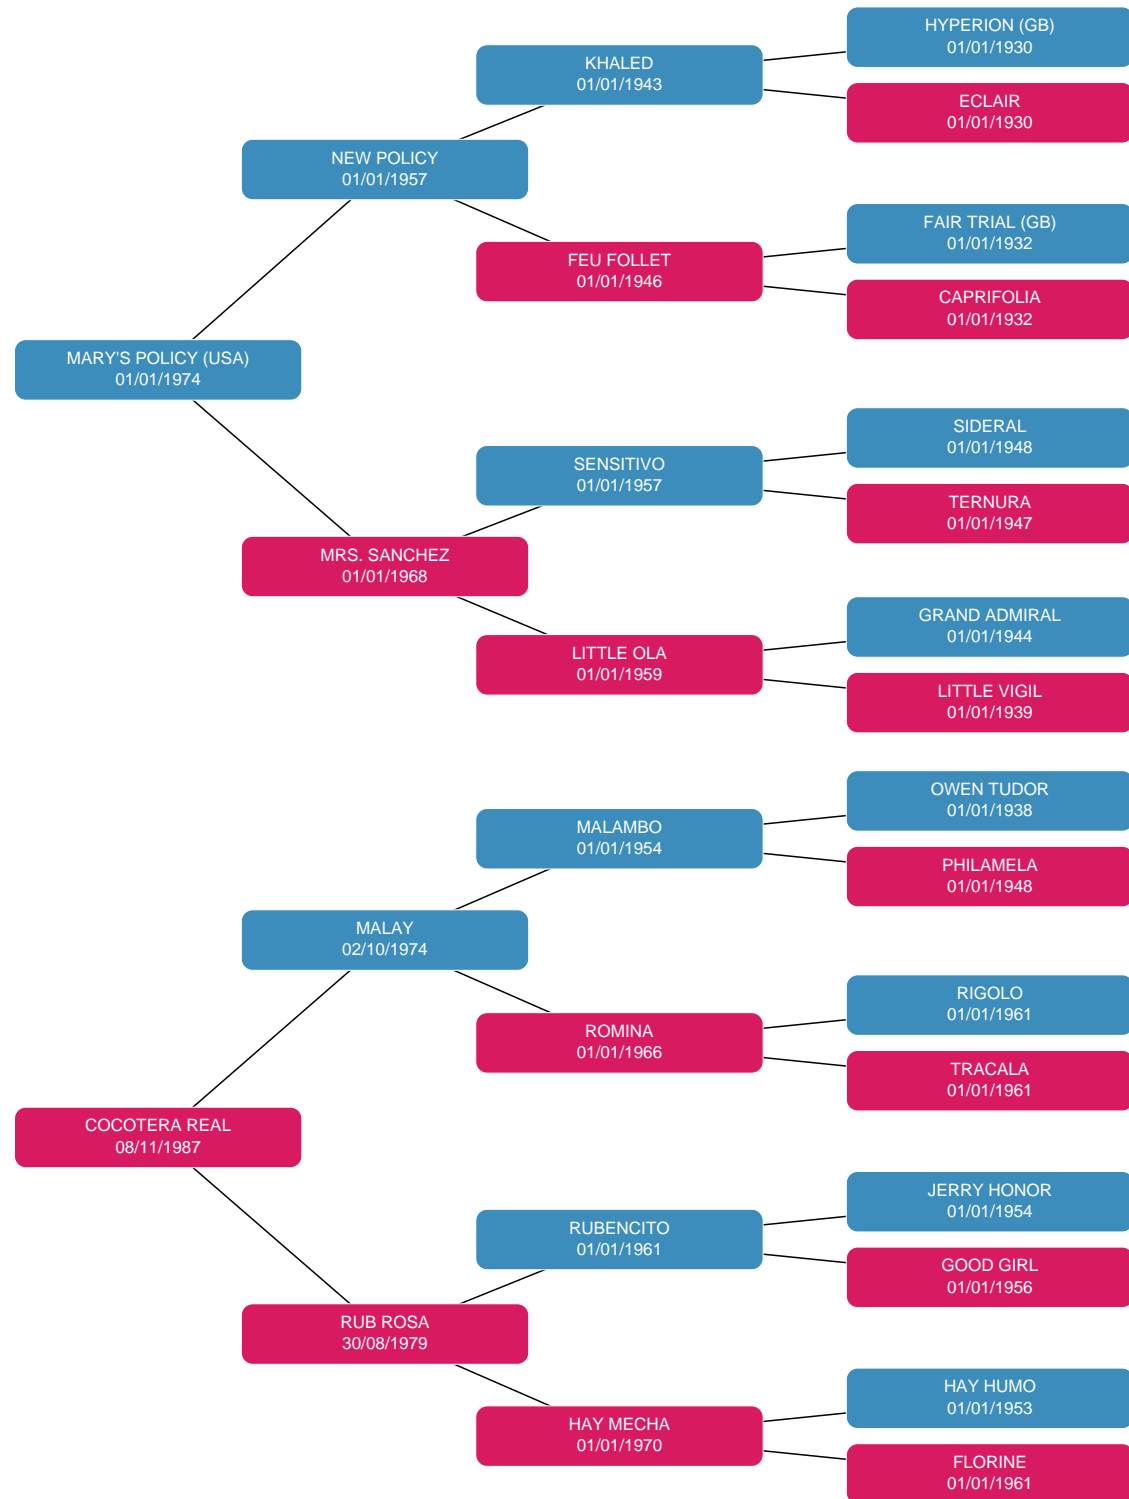 HYPERION (GB)
01/01/1930
KHALED
01/01/1943
ECLAIR
01/01/1930
NEW POLICY
01/01/1957
FAIR TRIAL (GB)
01/01/1932
FEU FOLLET
01/01/1946
CAPRIFOLIA
01/01/1932
MARY'S POLICY (USA)
01/01/1974
SIDERAL
01/01/1948
SENSITIVO
01/01/1957
TERNURA
01/01/1947
MRS. SANCHEZ
01/01/1968
GRAND ADMIRAL
01/01/1944
LITTLE OLA
01/01/1959
LITTLE VIGIL
01/01/1939
OWEN TUDOR
01/01/1938
MALAMBO
01/01/1954
PHILAMELA
01/01/1948
MALAY
02/10/1974
RIGOLO
01/01/1961
ROMINA
01/01/1966
TRACALA
01/01/1961
COCOTERA REAL
08/11/1987
JERRY HONOR
01/01/1954
RUBENCITO
01/01/1961
GOOD GIRL
01/01/1956
RUB ROSA
30/08/1979
HAY HUMO
01/01/1953
HAY MECHA
01/01/1970
FLORINE
01/01/1961